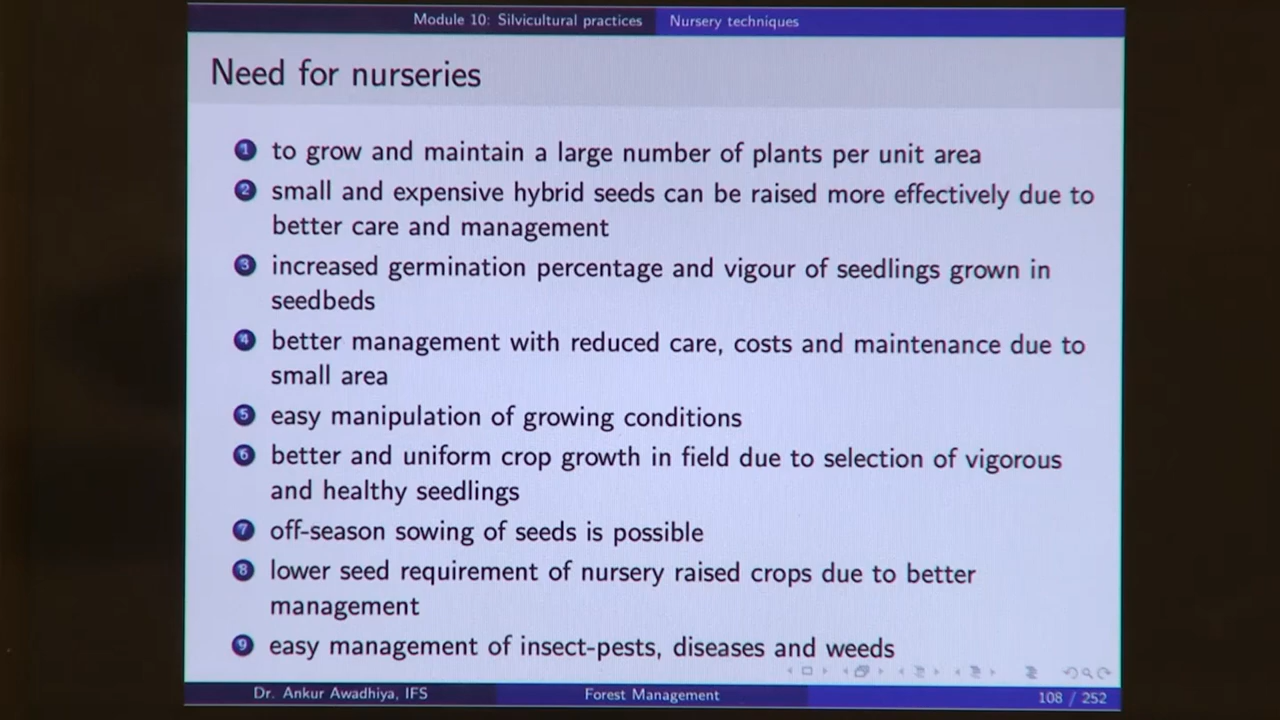 Module 10: Silvicultural practices Nursery techniques
Need for nurseries
1 to grow and maintain a large number of plants per unit area
2 small and expensive hybrid seeds can be raised more effectively due to
better care and management
3 increased germination percentage and vigour of seedlings grown in
seedbeds
4 better management with reduced care, costs and maintenance due to
small area
5 easy manipulation of growing conditions
6 better and uniform crop growth in field due to selection of vigorous
and healthy seedlings
7 off-season sowing of seeds is possible
8 lower seed requirement of nursery raised crops due to better
management
9 easy management of insect-pests, diseases and weeds
Dr. Ankur Awadhiya, IFS Forest Management 108 / 252